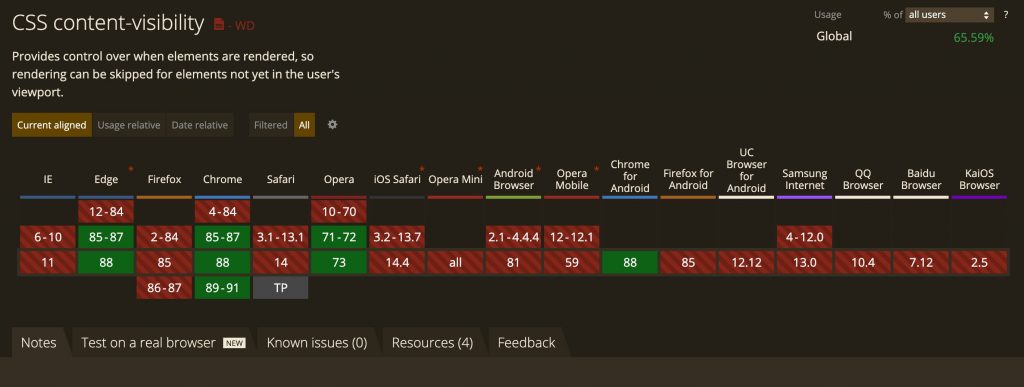 CSS content-visibility - WD
Usage % of all users ?
Global 65.59%
Provides control over when elements are rendered, so
rendering can be skipped for elements not yet in the user's
viewport.
Current aligned Usage relative Date relative Filtered All
IE Edge * Firefox Chrome Safari Opera iOS Safari * Opera Mini * Android Browser * Opera Mobile * Chrome for Android Firefox for Android UC Browser for Android Samsung Internet QQ Browser Baidu Browser KaiOS Browser
12-84 4-84 10-70
6-10 85-87 2-84 85-87 3.1-13.1 71-72 3.2-13.7 2.1-4.4.4 12-12.1 4-12.0
11 88 85 88 14 73 14.4 all 81 59 88 85 12.12 13.0 10.4 7.12 2.5
86-87 89-91 TP
Notes Test on a real browser NEW Known issues (0) Resources (4) Feedback